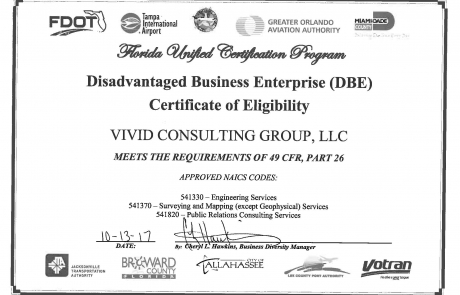 FDOT
Tampa
International
Airport
GREATER ORLANDO
AVIATION AUTHORITY
MIAMI-DADE
COUNTY
Florida Unified Certification Program
Disadvantaged Business Enterprise (DBE)
Certificate of Eligibility
VIVID CONSULTING GROUP, LLC
MEETS THE REQUIREMENTS OF 49 CFR, PART 26
APPROVED NAICS CODES:
541330 – Engineering Services
541370 – Surveying and Mapping (except Geophysical) Services
541820 – Public Relations Consulting Services
10-13-17
DATE:
By: Cheryl L. Hawkins, Business Diversity Manager
JACKSONVILLE
TRANSPORTATION
AUTHORITY
BROWARD
COUNTY
FLORIDA
CITY OF
TALLAHASSEE
LEE COUNTY PORT AUTHORITY
Votran